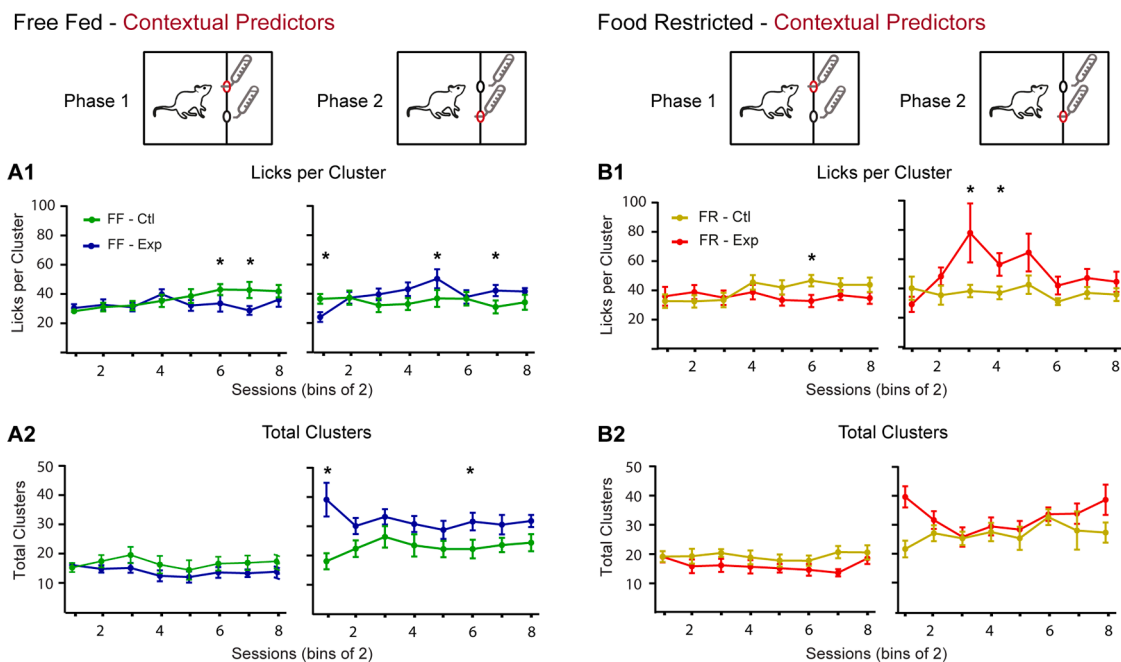 Free Fed - Contextual Predictors
Food Restricted - Contextual Predictors
Phase 1
Phase 2
Phase 1
Phase 2
A1
Licks per Cluster
B1
Licks per Cluster
Licks per Cluster
100
80
60
40
20
FF - Ctl
FF - Exp
* *
* * *
2 4 6 8
2 4 6 8
Sessions (bins of 2)
Licks per Cluster
100
80
60
40
20
FR - Ctl
FR - Exp
*
* *
2 4 6 8
2 4 6 8
Sessions (bins of 2)
A2
Total Clusters
B2
Total Clusters
Total Clusters
50
40
30
20
10
* *
2 4 6 8
2 4 6 8
Sessions (bins of 2)
Total Clusters
50
40
30
20
10
2 4 6 8
2 4 6 8
Sessions (bins of 2)